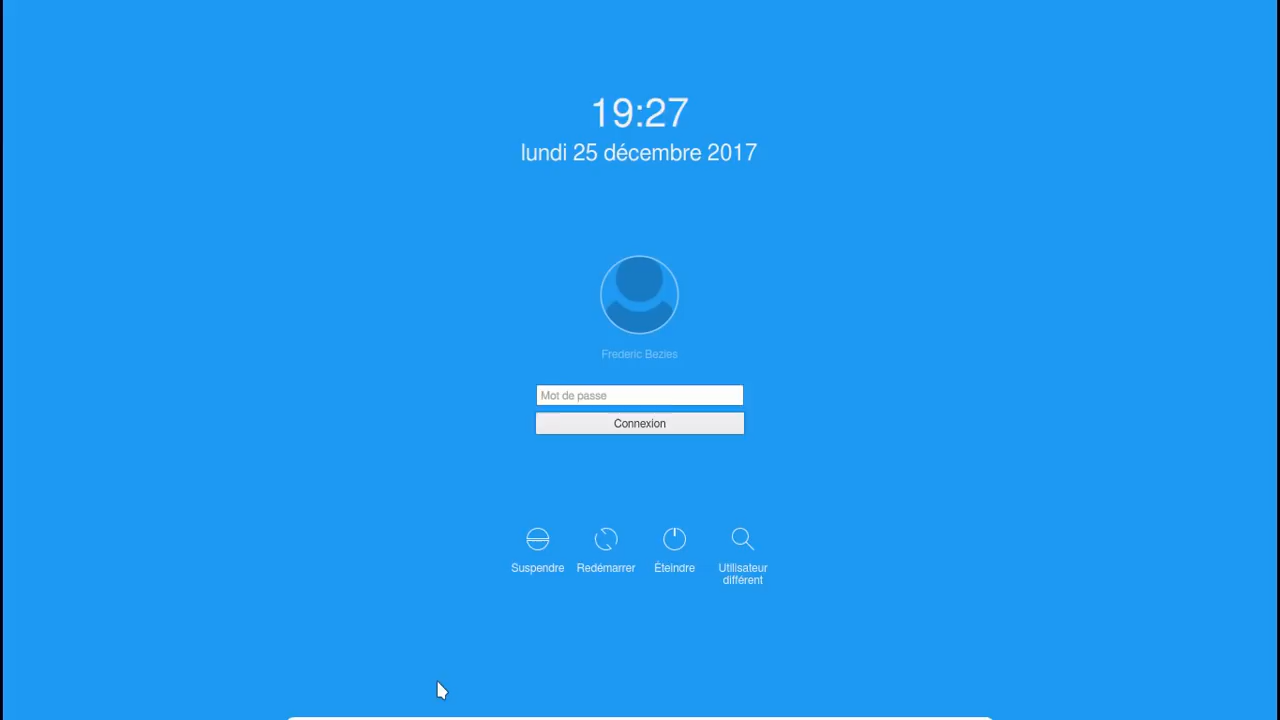 19:27
lundi 25 décembre 2017
Frederic Bezies
Mot de passe
Connexion
Suspendre
Redémarrer
Éteindre
Utilisateur
différent